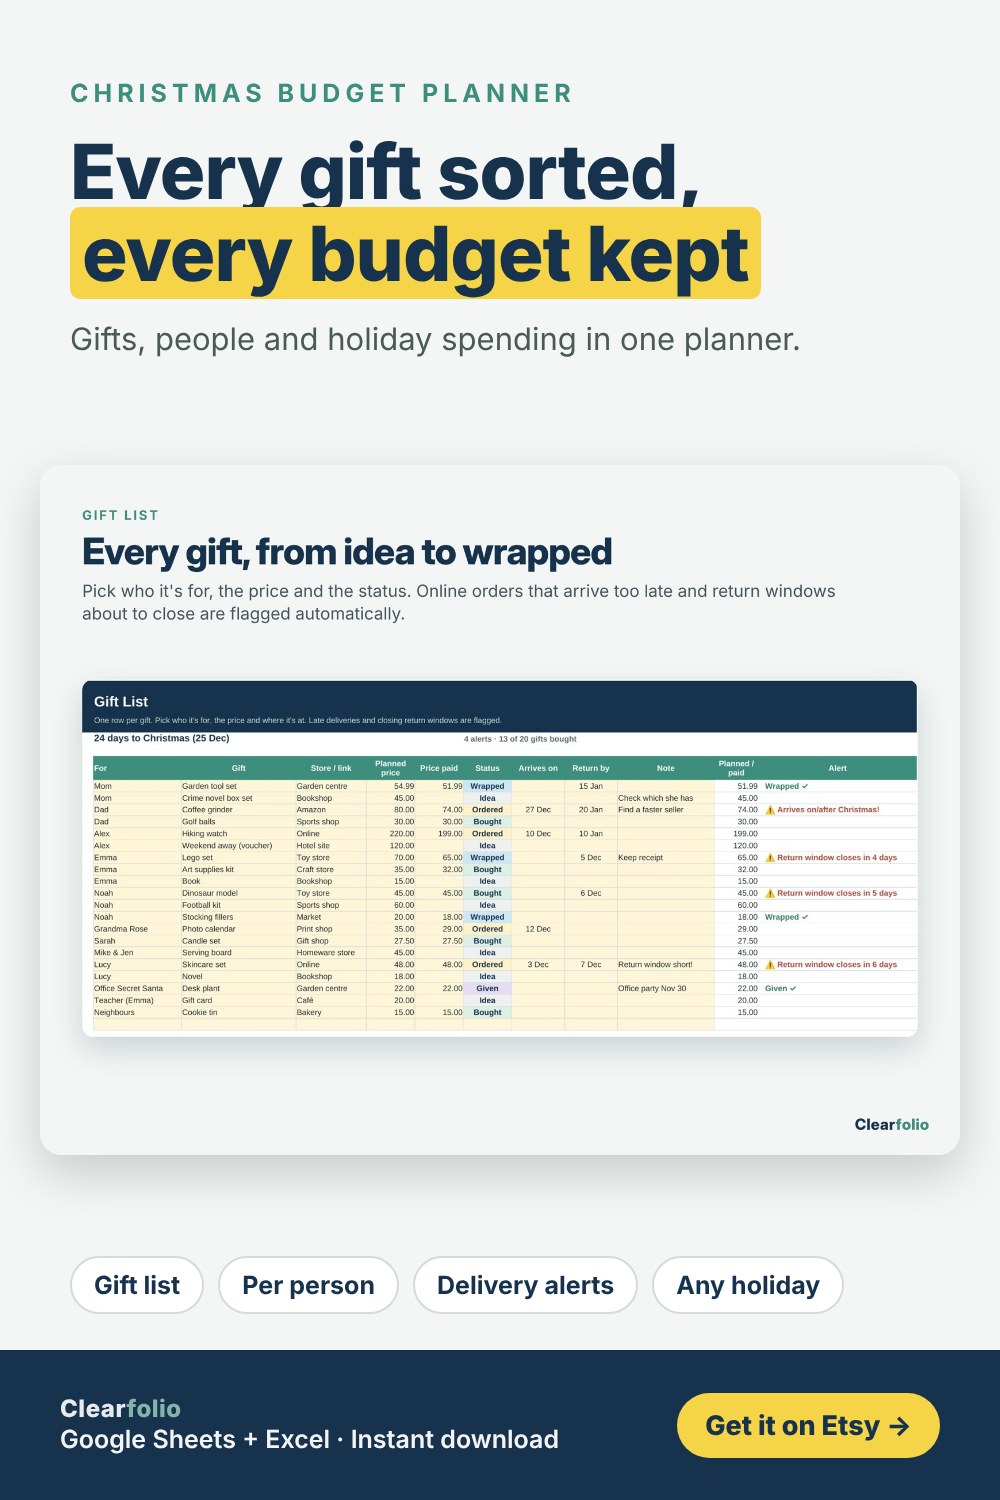 CHRISTMAS BUDGET PLANNER
Every gift sorted,
every budget kept
Gifts, people and holiday spending in one planner.
GIFT LIST
Every gift, from idea to wrapped
Pick who it's for, the price and the status. Online orders that arrive too late and return windows
about to close are flagged automatically.
Gift List
One row per gift. Pick who it's for, the price and where it's at. Late deliveries and closing return windows are flagged.
24 days to Christmas (25 Dec) 4 alerts · 13 of 20 gifts bought
For Gift Store / link Planned price Price paid Status Arrives on Return by Note Planned / paid Alert
Mom Garden tool set Garden centre 54.99 51.99 Wrapped 15 Jan 51.99 Wrapped ✓
Mom Crime novel box set Bookshop 45.00 Idea Check which she has 45.00
Dad Coffee grinder Amazon 80.00 74.00 Ordered 27 Dec 20 Jan Find a faster seller 74.00 ⚠ Arrives on/after Christmas!
Dad Golf balls Sports shop 30.00 30.00 Bought 30.00
Alex Hiking watch Online 220.00 199.00 Ordered 10 Dec 10 Jan 199.00
Alex Weekend away (voucher) Hotel site 120.00 Idea 120.00
Emma Lego set Toy store 70.00 65.00 Wrapped 5 Dec Keep receipt 65.00 ⚠ Return window closes in 4 days
Emma Art supplies kit Craft store 35.00 32.00 Bought 32.00
Emma Book Bookshop 15.00 Idea 15.00
Noah Dinosaur model Toy store 45.00 45.00 Bought 6 Dec 45.00 ⚠ Return window closes in 5 days
Noah Football kit Sports shop 60.00 Idea 60.00
Noah Stocking fillers Market 20.00 18.00 Wrapped 18.00 Wrapped ✓
Grandma Rose Photo calendar Print shop 35.00 29.00 Ordered 12 Dec 29.00
Sarah Candle set Gift shop 27.50 27.50 Bought 27.50
Mike & Jen Serving board Homeware store 45.00 Idea 45.00
Lucy Skincare set Online 48.00 48.00 Ordered 3 Dec 7 Dec Return window short! 48.00 ⚠ Return window closes in 6 days
Lucy Novel Bookshop 18.00 Idea 18.00
Office Secret Santa Desk plant Garden centre 22.00 22.00 Given Office party Nov 30 22.00 Given ✓
Teacher (Emma) Gift card Café 20.00 Idea 20.00
Neighbours Cookie tin Bakery 15.00 15.00 Bought 15.00
Clearfolio
Gift list Per person Delivery alerts Any holiday
Clearfolio
Google Sheets + Excel · Instant download
Get it on Etsy →